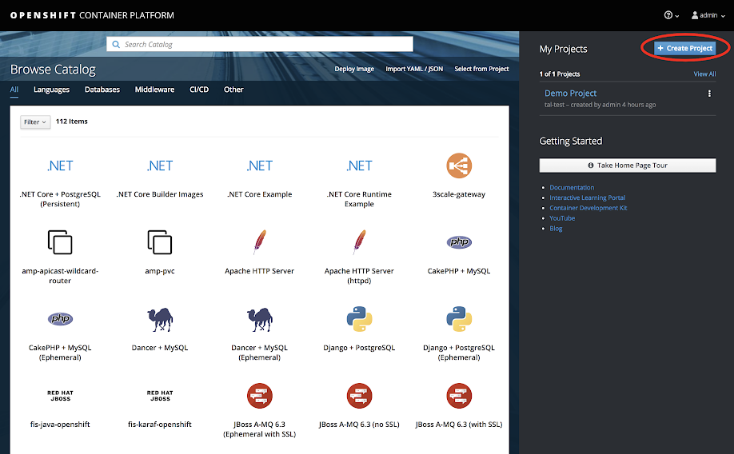 OPENSHIFT CONTAINER PLATFORM
admin
Search Catalog
Browse Catalog
Deploy Image Import YAML / JSON Select from Project
All Languages Databases Middleware CI/CD Other
Filter 112 Items
.NET
.NET Core + PostgreSQL
(Persistent)
.NET
.NET Core Builder Images
.NET
.NET Core Example
.NET
.NET Core Runtime
Example
3scale-gateway
amp-apicast-wildcard-
router
amp-pvc
Apache HTTP Server
Apache HTTP Server
(httpd)
php
CakePHP + MySQL
php
CakePHP + MySQL
(Ephemeral)
Dancer + MySQL
Dancer + MySQL
(Ephemeral)
Django + PostgreSQL
Django + PostgreSQL
(Ephemeral)
RED HAT
JBOSS
fis-java-openshift
RED HAT
JBOSS
fis-karaf-openshift
JBoss A-MQ 6.3
(Ephemeral with SSL)
JBoss A-MQ 6.3 (no SSL)
JBoss A-MQ 6.3 (with SSL)
My Projects
+ Create Project
1 of 1 Projects
View All
Demo Project
tal-test – created by admin 4 hours ago
Getting Started
Take Home Page Tour
Documentation
Interactive Learning Portal
Container Development Kit
YouTube
Blog